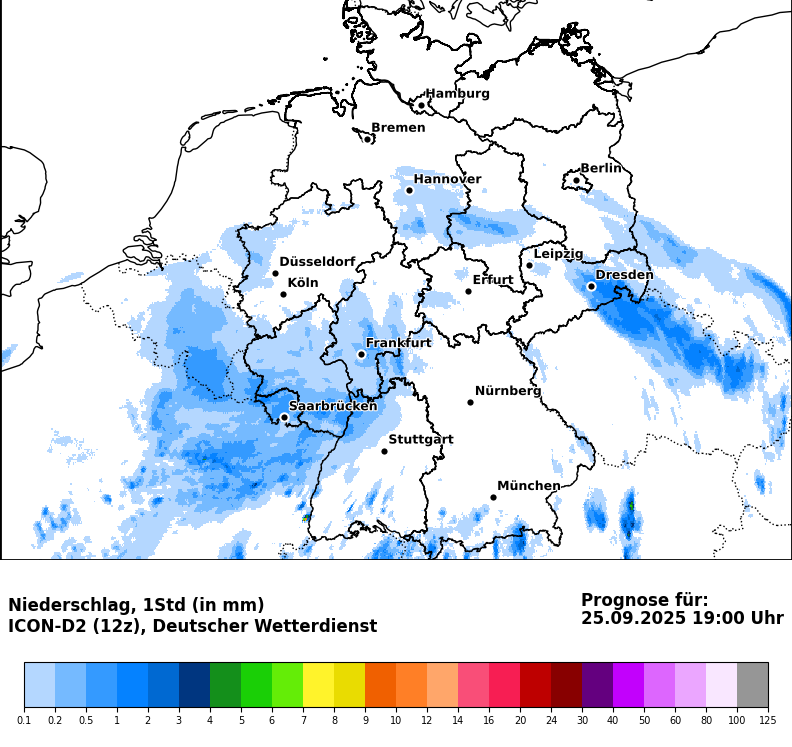 Hamburg
Bremen
Berlin
Hannover
Leipzig
Düsseldorf
Dresden
Köln
Erfurt
Frankfurt
Nürnberg
Saarbrücken
Stuttgart
München
Niederschlag, 1Std (in mm)
ICON-D2 (12z), Deutscher Wetterdienst
Prognose für:
25.09.2025 19:00 Uhr
0.1 0.2 0.5 1 2 3 4 5 6 7 8 9 10 12 14 16 20 24 30 40 50 60 80 100 125